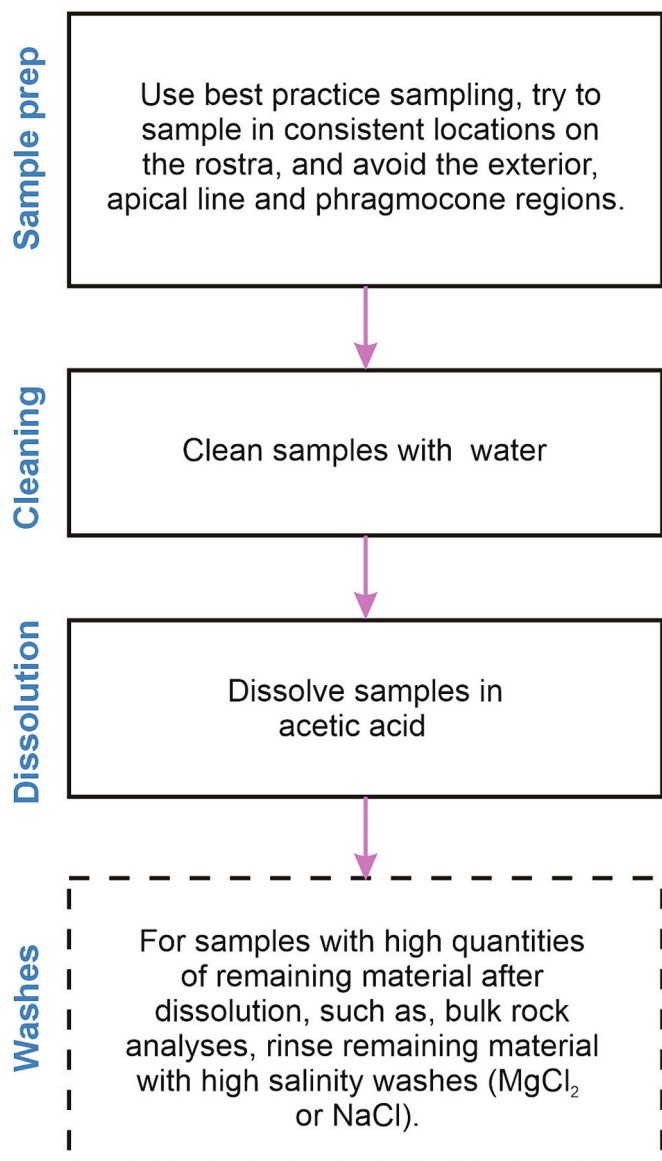 Sample prep
Use best practice sampling, try to
sample in consistent locations on
the rostra, and avoid the exterior,
apical line and phragmocone regions.
Cleaning
Clean samples with  water
Dissolution
Dissolve samples in
acetic acid
Washes
For samples with high quantities
of remaining material after
dissolution, such as, bulk rock
analyses, rinse remaining material
with high salinity washes (MgCl₂
or NaCl).